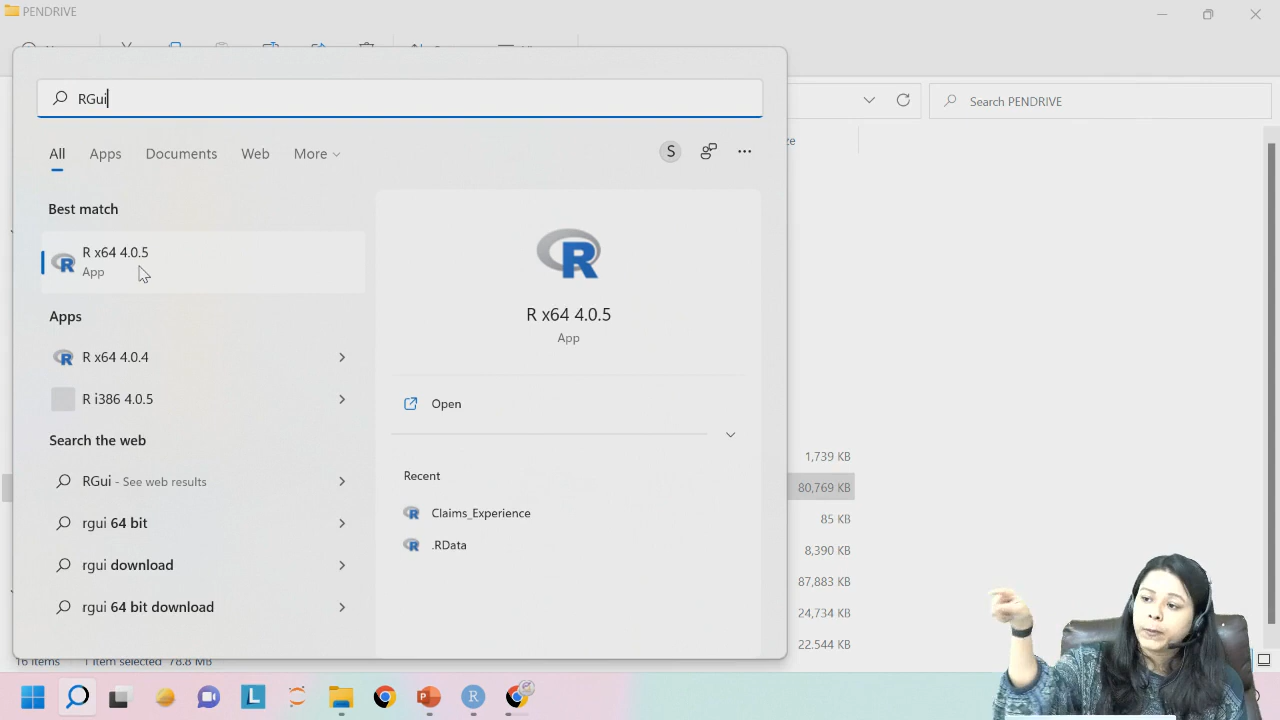 PENDRIVE
RGui
Search PENDRIVE
ze
All Apps Documents Web More
S
Best match
R x64 4.0.5
App
Apps
R x64 4.0.4
R i386 4.0.5
Search the web
RGui - See web results
rgui 64 bit
rgui download
rgui 64 bit download
R x64 4.0.5
App
Open
Recent
Claims_Experience
.RData
1,739 KB
80,769 KB
85 KB
8,390 KB
87,883 KB
24,734 KB
22,544 KB
16 items 1 item selected 78.8 MB